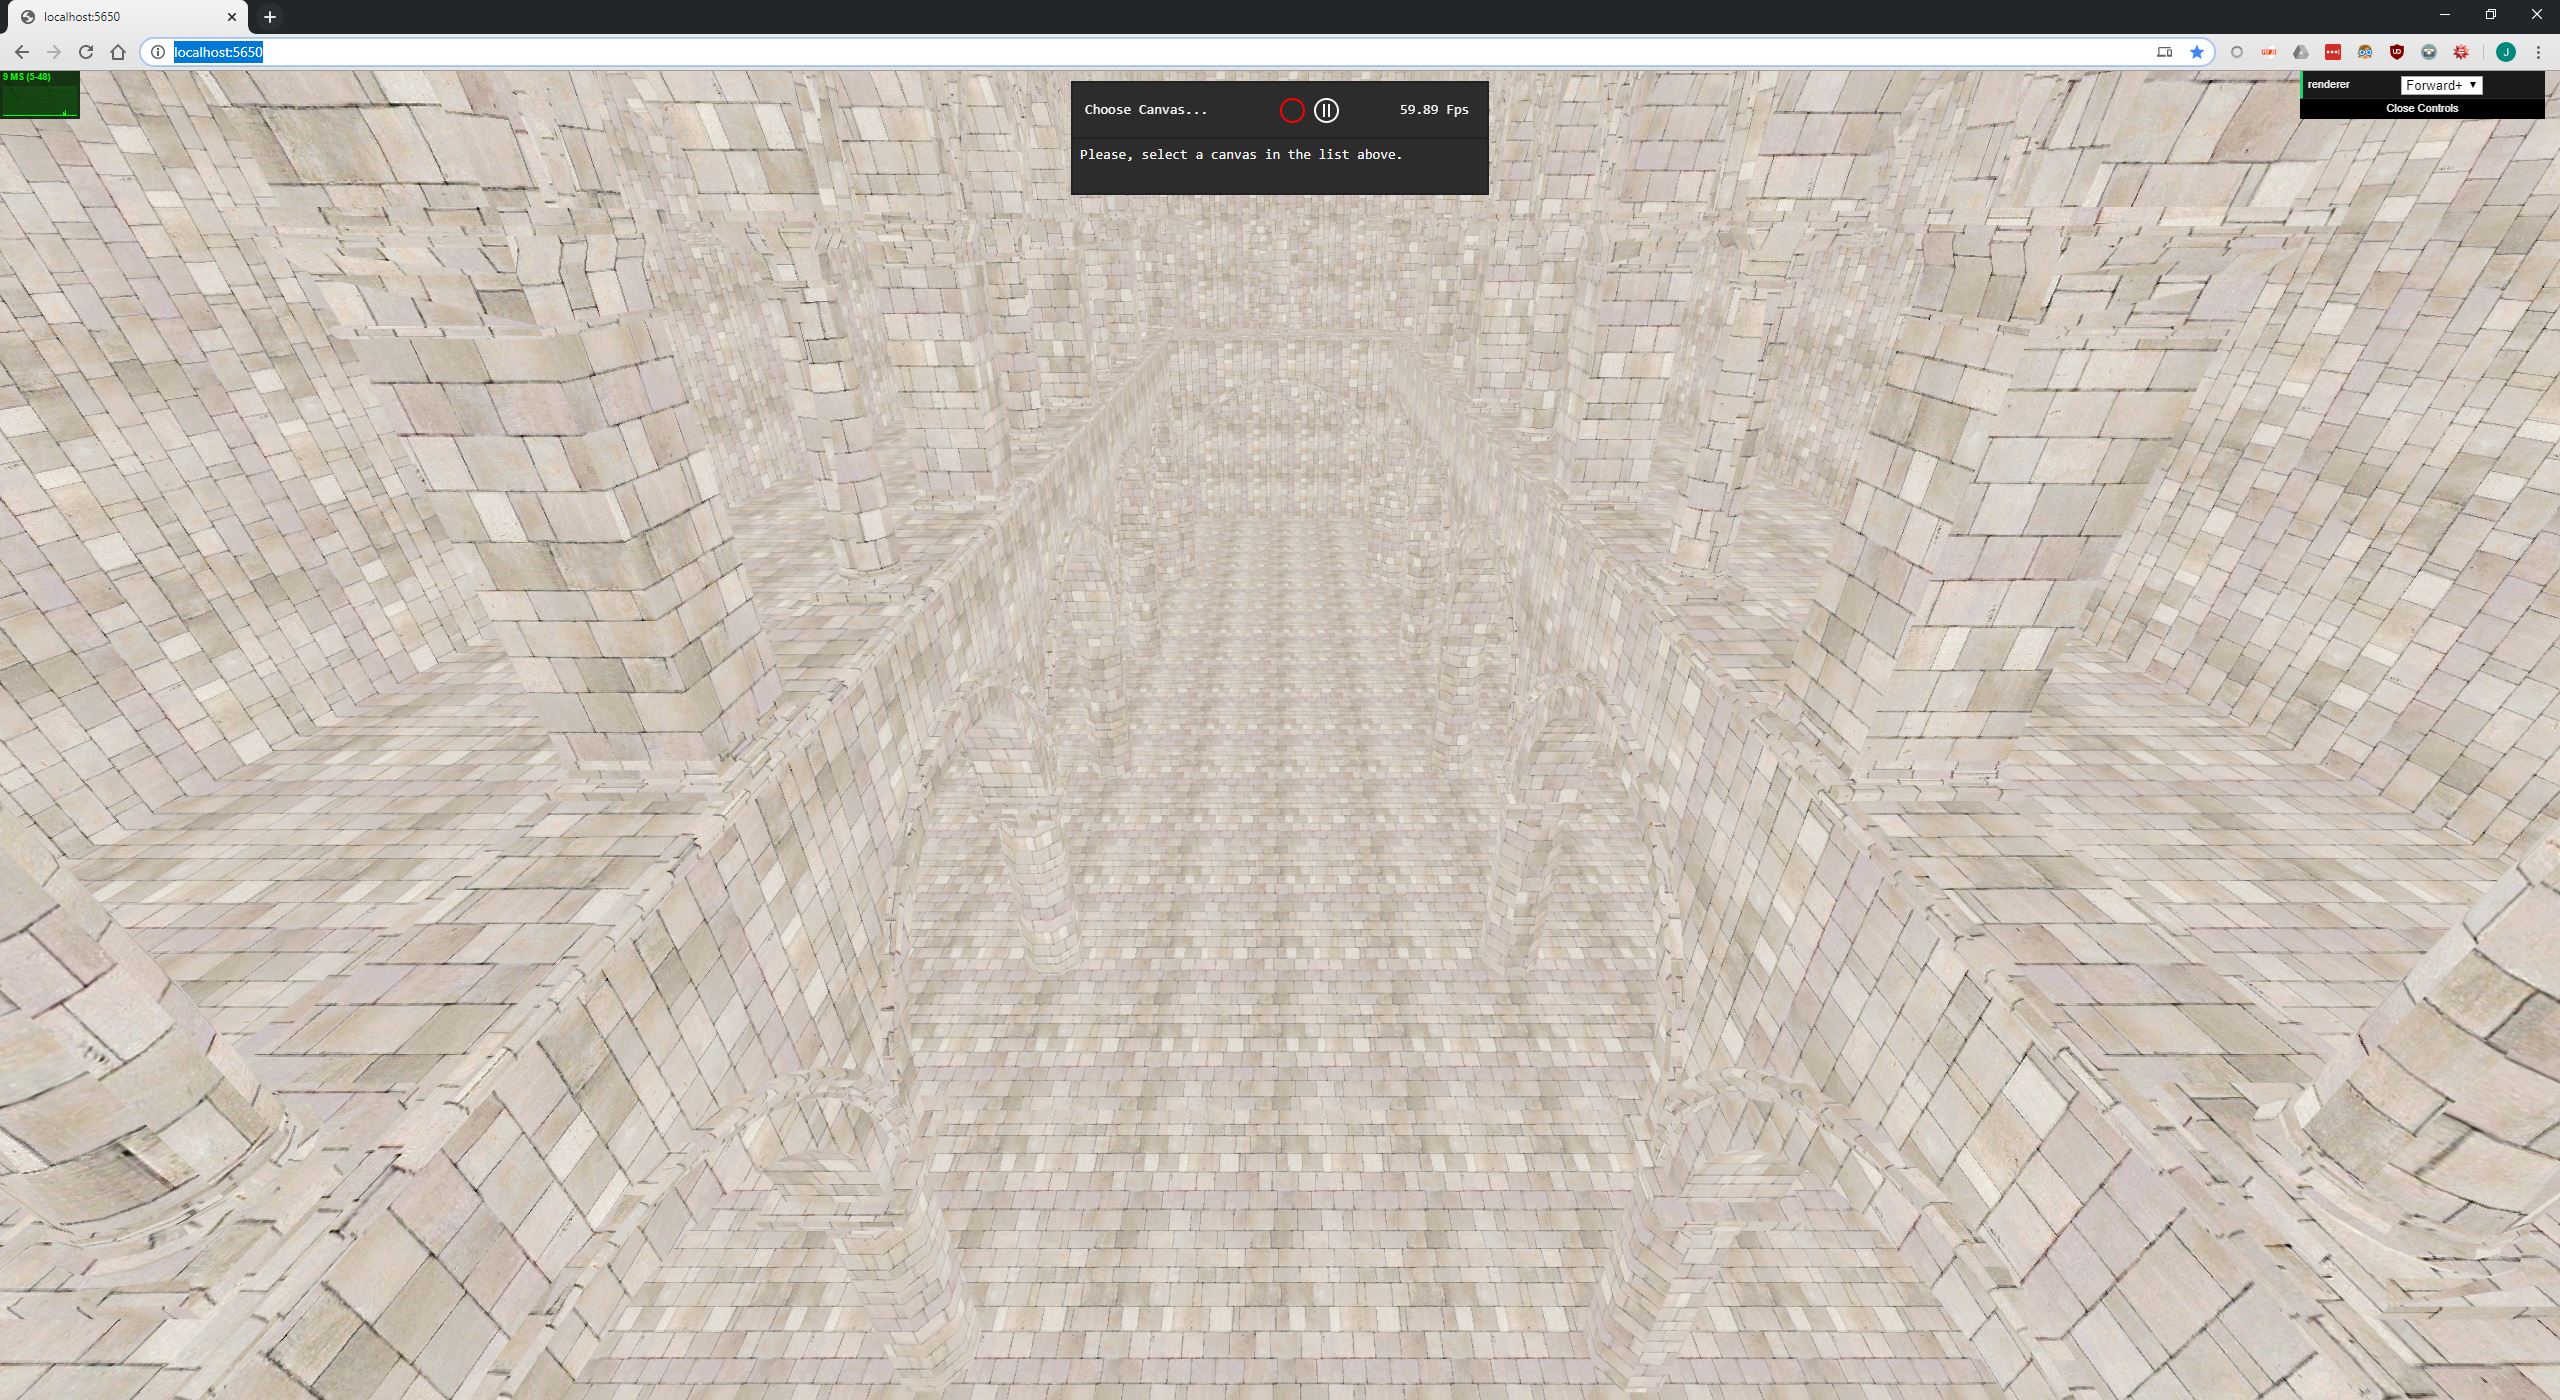 localhost:5650
localhost:5650
9 MS (5-48)
Choose Canvas...
59.89 Fps
Please, select a canvas in the list above.
renderer
Forward+
Close Controls
J